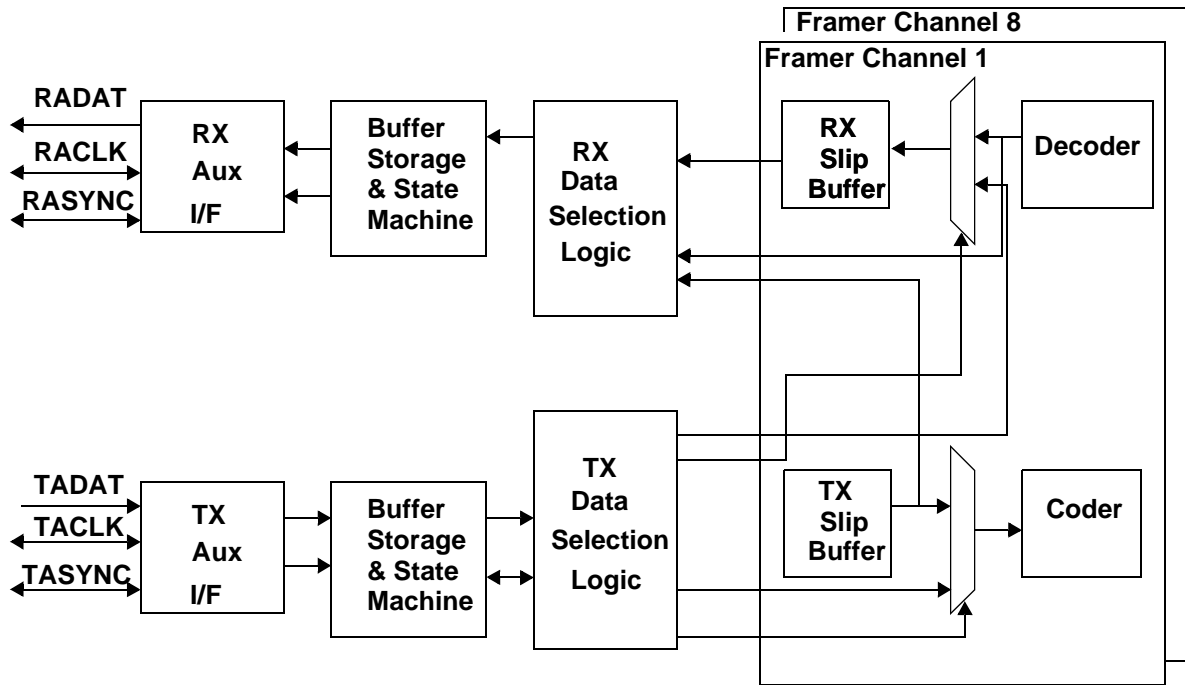 Framer Channel 8
Framer Channel 1
RADAT
RACLK
RASYNC
RX
Aux
I/F
Buffer
Storage
& State
Machine
RX
Data
Selection
Logic
RX
Slip
Buffer
Decoder
TADAT
TACLK
TASYNC
TX
Aux
I/F
Buffer
Storage
& State
Machine
TX
Data
Selection
Logic
TX
Slip
Buffer
Coder